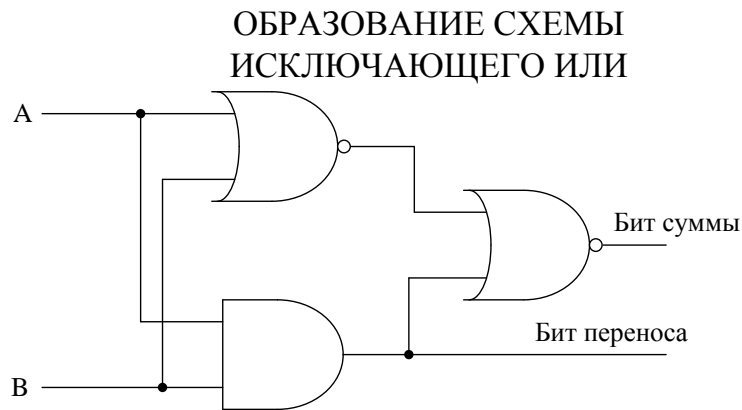 ОБРАЗОВАНИЕ СХЕМЫ
ИСКЛЮЧАЮЩЕГО ИЛИ
A
Бит суммы
Бит переноса
B